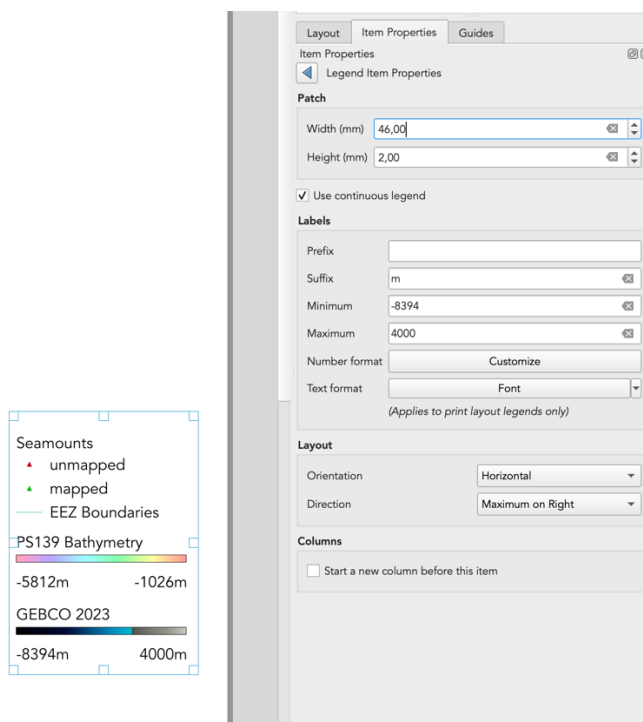 Layout Item Properties Guides
Item Properties
Legend Item Properties
Patch
Width (mm) 46,00
Height (mm) 2,00
Use continuous legend
Labels
Prefix
Suffix m
Minimum -8394
Maximum 4000
Number format Customize
Text format Font
(Applies to print layout legends only)
Layout
Orientation Horizontal
Direction Maximum on Right
Columns
Start a new column before this item
Seamounts
unmapped
mapped
EEZ Boundaries
PS139 Bathymetry
-5812m -1026m
GEBCO 2023
-8394m 4000m